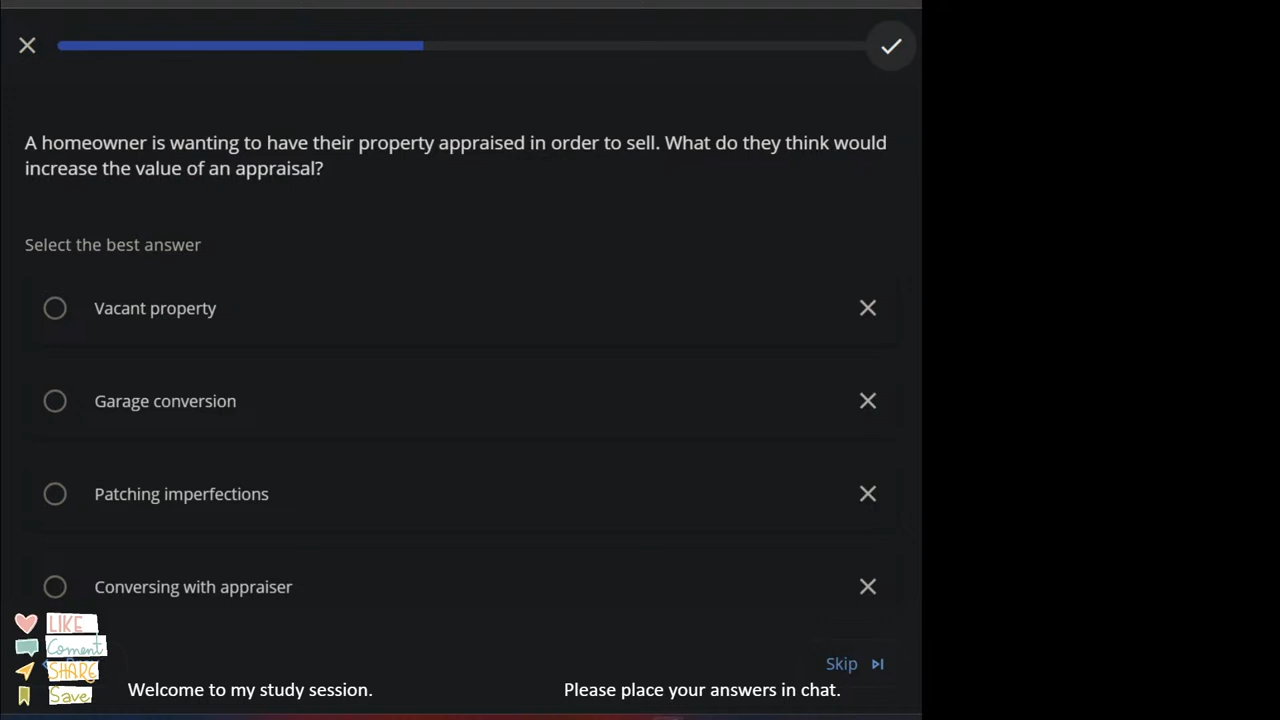 A homeowner is wanting to have their property appraised in order to sell. What do they think would
increase the value of an appraisal?
Select the best answer
Vacant property
Garage conversion
Patching imperfections
Conversing with appraiser
LIKE
Coment
SHARE
Save
Skip
Welcome to my study session.
Please place your answers in chat.